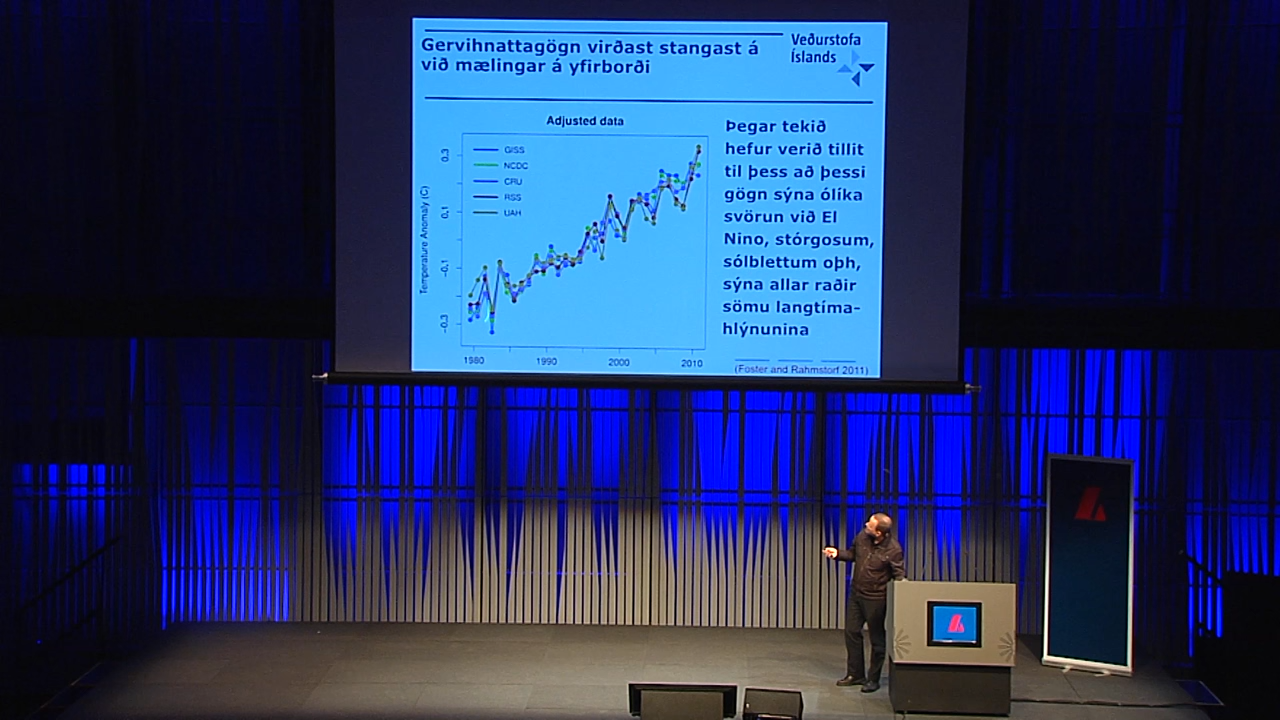 Gervihnattagögn virðast stangast á
við mælingar á yfirborði
Veðurstofa
Íslands
Adjusted data
Temperature Anomaly (C)
0.3
0.1
−0.1
−0.3
GISS
NCDC
CRU
RSS
UAH
1980
1990
2000
2010
Þegar tekið
hefur verið tillit
til þess að þessi
gögn sýna ólíka
svörun við El
Nino, stórgosum,
sólblettum oþh,
sýna allar raðir
sömu langtíma-
hlýnunina
(Foster and Rahmstorf 2011)